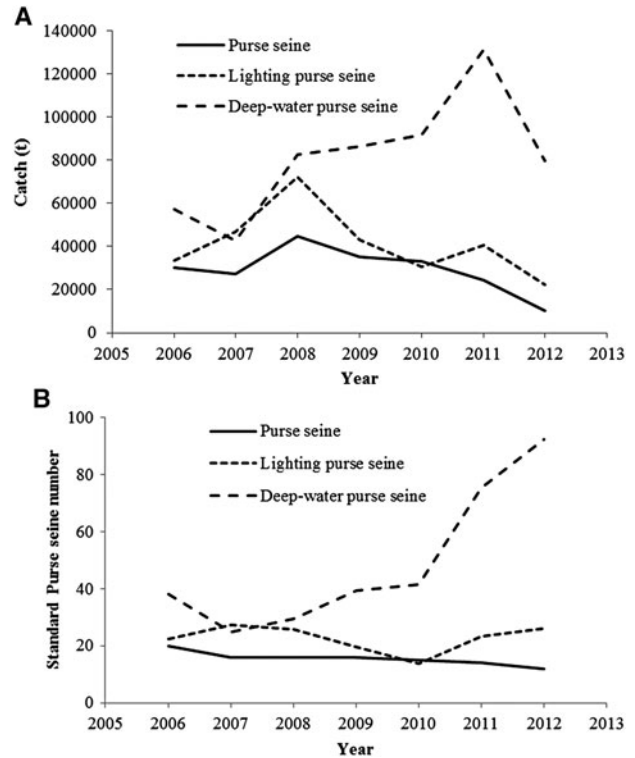 A
Purse seine
Lighting purse seine
Deep-water purse seine
Catch (t)
140000
120000
100000
80000
60000
40000
20000
0
2005 2006 2007 2008 2009 2010 2011 2012 2013
Year
B
Purse seine
Lighting purse seine
Deep-water purse seine
Standard Purse seine number
100
80
60
40
20
0
2005 2006 2007 2008 2009 2010 2011 2012 2013
Year